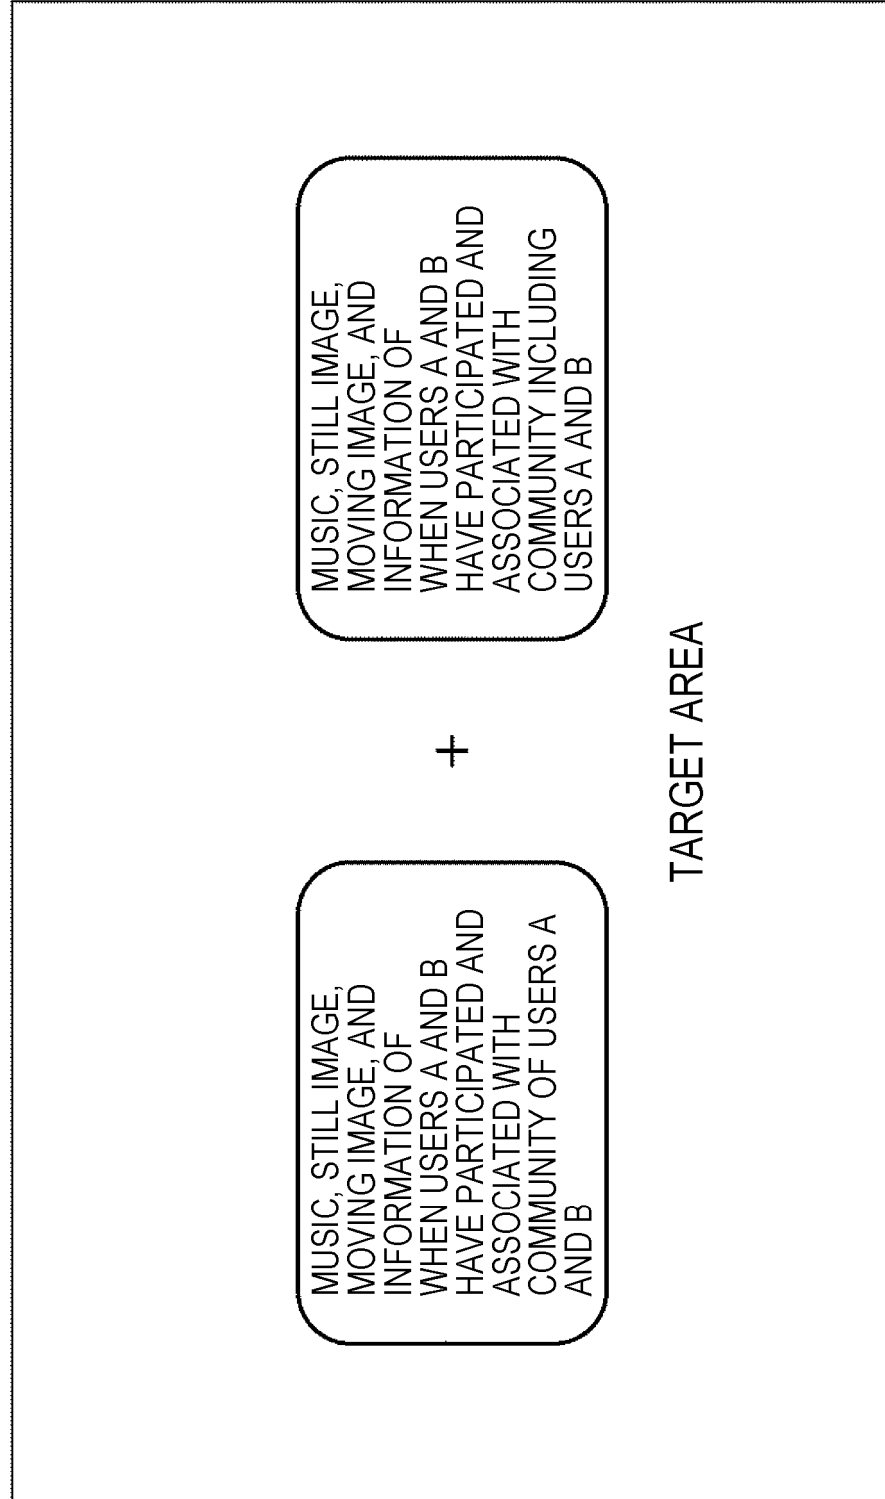 MUSIC, STILL IMAGE,
MOVING IMAGE, AND
INFORMATION OF
WHEN USERS A AND B
HAVE PARTICIPATED AND
ASSOCIATED WITH
COMMUNITY OF USERS A
AND B
+
MUSIC, STILL IMAGE,
MOVING IMAGE, AND
INFORMATION OF
WHEN USERS A AND B
HAVE PARTICIPATED AND
ASSOCIATED WITH
COMMUNITY INCLUDING
USERS A AND B
TARGET AREA